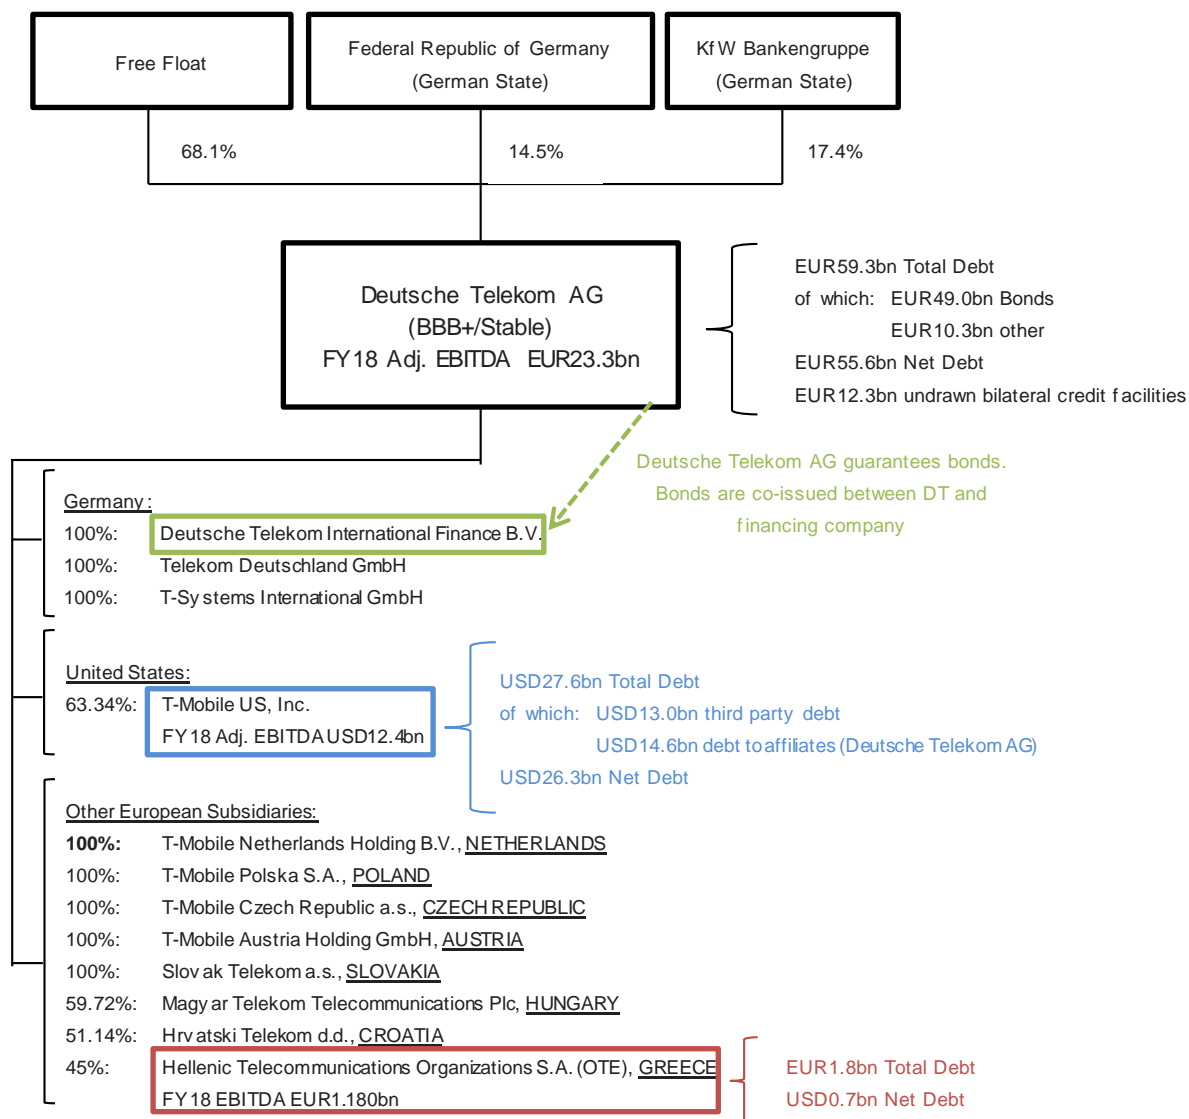 Free Float
Federal Republic of Germany
(German State)
KfW Bankengruppe
(German State)
68.1%
14.5%
17.4%
Deutsche Telekom AG
(BBB+/Stable)
FY18 Adj. EBITDA EUR23.3bn
EUR59.3bn Total Debt
of which: EUR49.0bn Bonds
EUR10.3bn other
EUR55.6bn Net Debt
EUR12.3bn undrawn bilateral credit facilities
Deutsche Telekom AG guarantees bonds.
Bonds are co-issued between DT and
financing company
Germany:
100%: Deutsche Telekom International Finance B.V.
100%: Telekom Deutschland GmbH
100%: T-Systems International GmbH
United States:
63.34%: T-Mobile US, Inc.
FY18 Adj. EBITDA USD12.4bn
USD27.6bn Total Debt
of which: USD13.0bn third party debt
USD14.6bn debt to affiliates (Deutsche Telekom AG)
USD26.3bn Net Debt
Other European Subsidiaries:
100%: T-Mobile Netherlands Holding B.V., NETHERLANDS
100%: T-Mobile Polska S.A., POLAND
100%: T-Mobile Czech Republic a.s., CZECH REPUBLIC
100%: T-Mobile Austria Holding GmbH, AUSTRIA
100%: Slovak Telekom a.s., SLOVAKIA
59.72%: Magyar Telekom Telecommunications Plc, HUNGARY
51.14%: Hrvatski Telekom d.d., CROATIA
45%: Hellenic Telecommunications Organizations S.A. (OTE), GREECE
FY18 EBITDA EUR1.180bn
EUR1.8bn Total Debt
USD0.7bn Net Debt